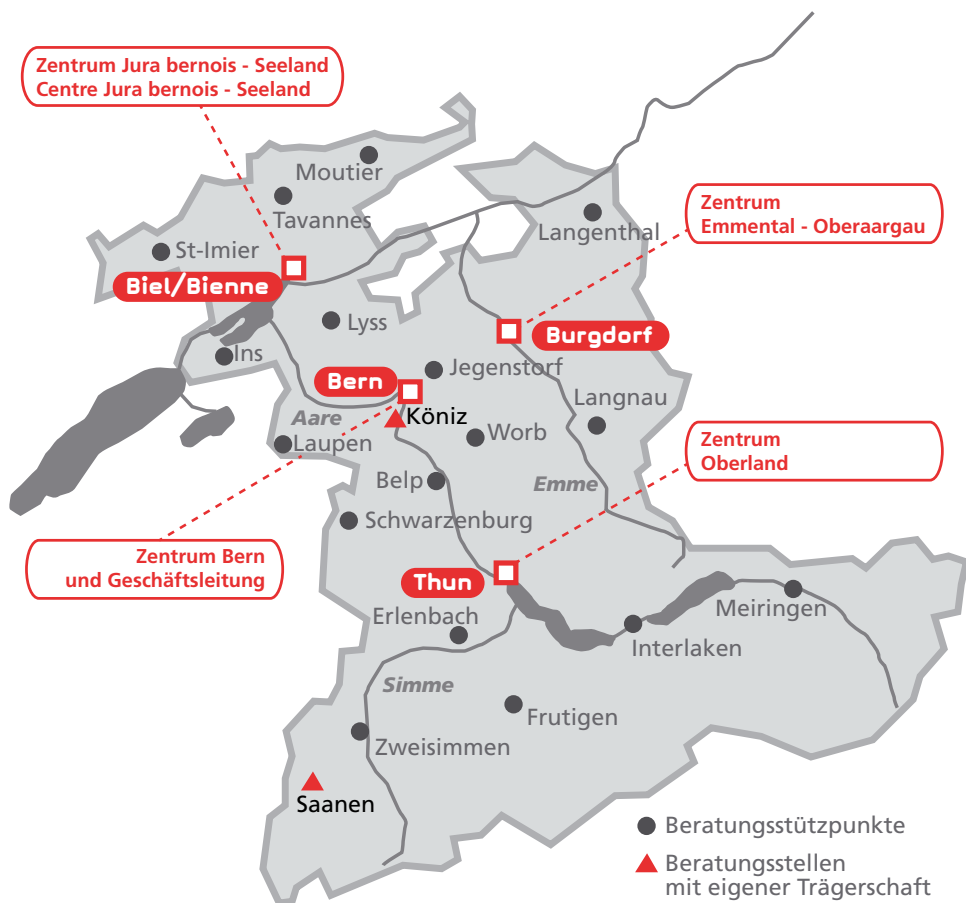 Zentrum Jura bernois - Seeland
Centre Jura bernois - Seeland
Moutier
Tavannes
St-Imier
Biel/Bienne
Zentrum
Emmental - Oberaargau
Langenthal
Lyss
Burgdorf
Ins
Jegenstorf
Bern
Langnau
Köniz
Aare
Laupen
Worb
Zentrum
Oberland
Belp
Emme
Schwarzenburg
Zentrum Bern
und Geschäftsleitung
Thun
Erlenbach
Meiringen
Interlaken
Simme
Frutigen
Zweisimmen
Saanen
Beratungsstützpunkte
Beratungsstellen
mit eigener Trägerschaft